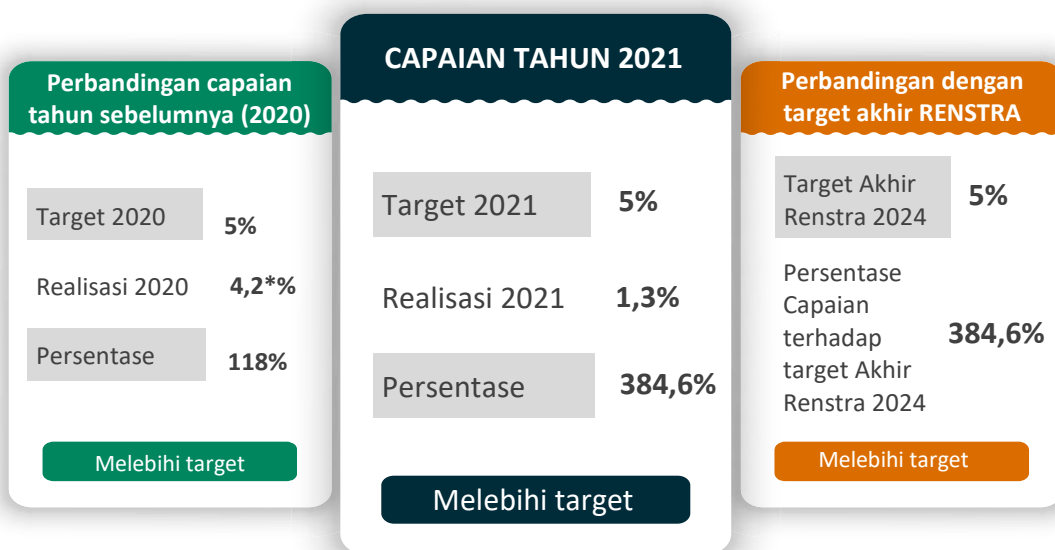 Perbandingan capaian
tahun sebelumnya (2020)
Target 2020
5%
Realisasi 2020
4,2*%
Persentase
118%
Melebihi target
CAPAIAN TAHUN 2021
Target 2021
5%
Realisasi 2021
1,3%
Persentase
384,6%
Melebihi target
Perbandingan dengan
target akhir RENSTRA
Target Akhir
Renstra 2024
5%
Persentase
Capaian
terhadap
target Akhir
Renstra 2024
384,6%
Melebihi target